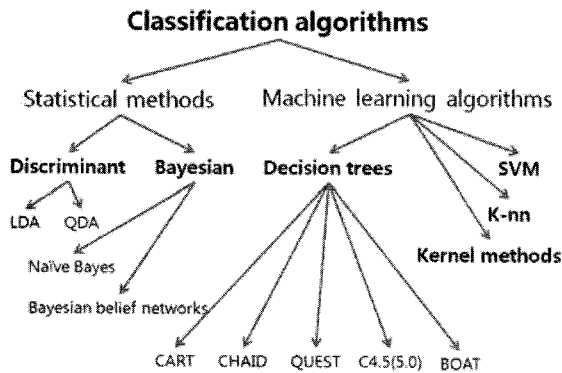 Classification algorithms
Statistical methods Machine learning algorithms
Discriminant Bayesian Decision trees SVM
LDA QDA K-nn
Kernel methods
Naïve Bayes
Bayesian belief networks
CART CHAID QUEST C4.5(5.0) BOAT